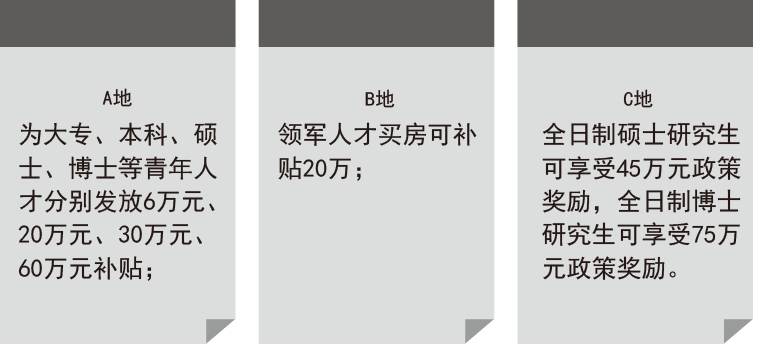 A地
为大专、本科、硕
士、博士等青年人
才分别发放6万元、
20万元、30万元、
60万元补贴；
B地
领军人才买房可补
贴20万；
C地
全日制硕士研究生
可享受45万元政策
奖励，全日制博士
研究生可享受75万
元政策奖励。